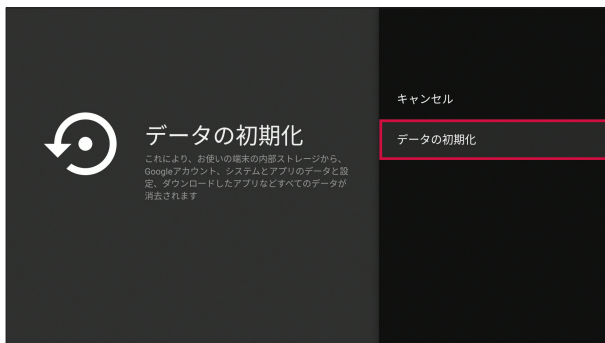 データの初期化
これにより、お使いの端末の内部ストレージから、
Googleアカウント、システムとアプリのデータと設
定、ダウンロードしたアプリなどすべてのデータが
消去されます
キャンセル
データの初期化